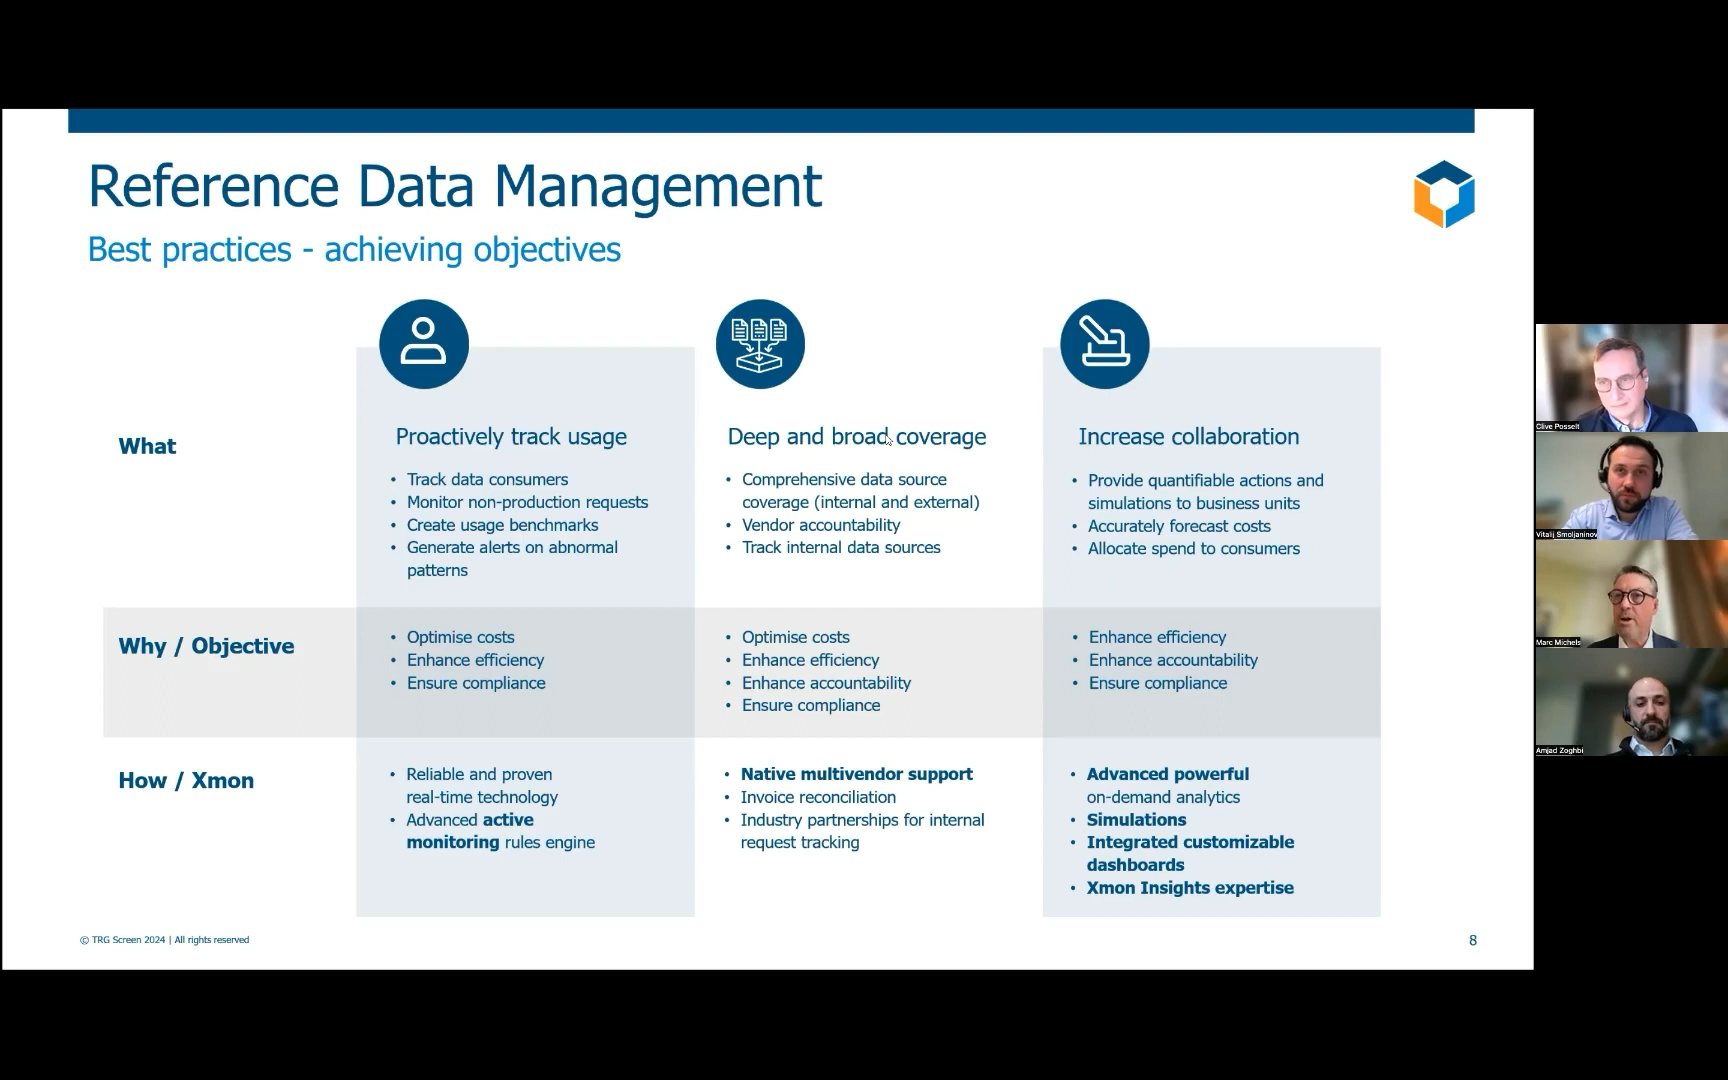 Reference Data Management
Best practices - achieving objectives
What
Proactively track usage
• Track data consumers
• Monitor non-production requests
• Create usage benchmarks
• Generate alerts on abnormal
patterns
Deep and broad coverage
• Comprehensive data source
coverage (internal and external)
• Vendor accountability
• Track internal data sources
Increase collaboration
• Provide quantifiable actions and
simulations to business units
• Accurately forecast costs
• Allocate spend to consumers
Why / Objective
• Optimise costs
• Enhance efficiency
• Ensure compliance
• Optimise costs
• Enhance efficiency
• Enhance accountability
• Ensure compliance
• Enhance efficiency
• Enhance accountability
• Ensure compliance
How / Xmon
• Reliable and proven
real-time technology
• Advanced active
monitoring rules engine
• Native multivendor support
• Invoice reconciliation
• Industry partnerships for internal
request tracking
• Advanced powerful
on-demand analytics
• Simulations
• Integrated customizable
dashboards
• Xmon Insights expertise
© TRG Screen 2024 | All rights reserved
8
Clive Posselt
Vitalij Smoljaninov
Marc Michels
Amjad Zoghbi